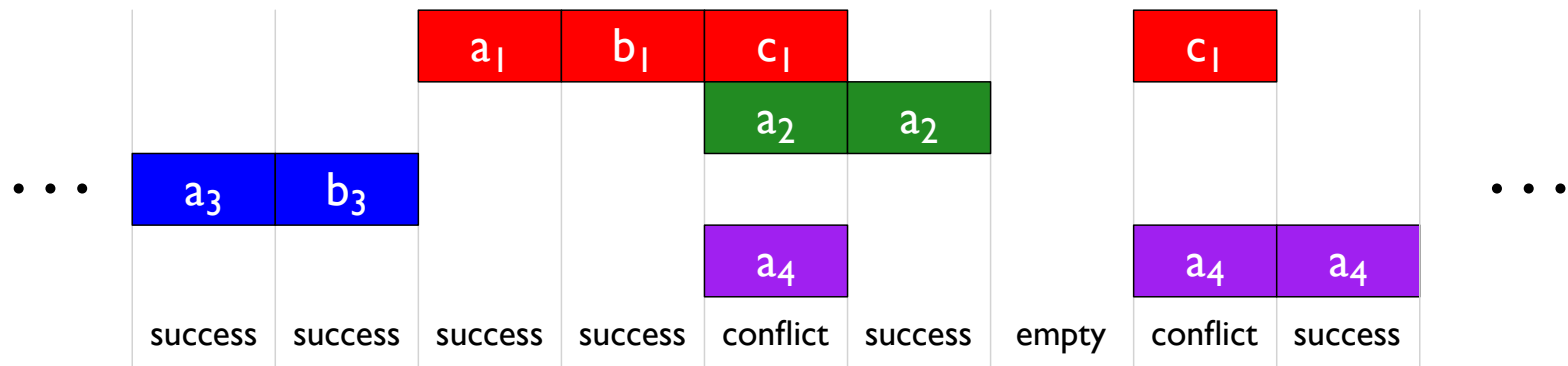 a₁ b₁ c₁ c₁
a₂ a₂
• • • a₃ b₃ • • •
a₄ a₄ a₄
success success success success conflict success empty conflict success